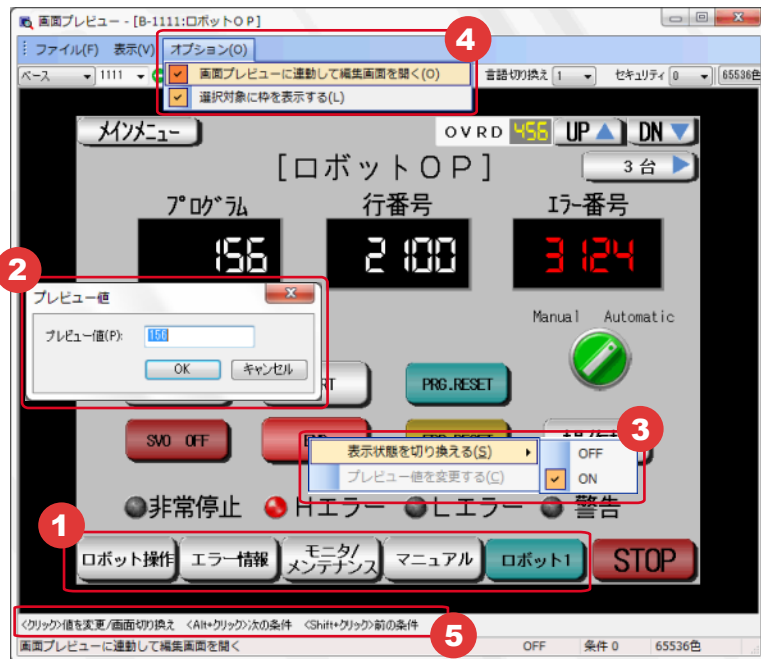 画面プレビュー - [B-1111:ロボットＯＰ]
ファイル(F) 表示(V) オプション(O)
4
ベース 1111
画面プレビューに連動して編集画面を開く(O)
言語切り換え 1 セキュリティ 0 65536色
選択対象に枠を表示する(L)
メインメニュー
OVRD 456 UP DN
[ロボットＯＰ]
3台
プログラム 行番号 エラー番号
156 2100 3124
2
プレビュー値
プレビュー値(P): 156
OK キャンセル
Manual Automatic
PRG.RESET
SVO OFF
3
表示状態を切り換える(S)
OFF
プレビュー値を変更する(C)
ON
非常停止 Hエラー Lエラー 警告
1
ロボット操作 エラー情報 モニタ/メンテナンス マニュアル ロボット1 STOP
<クリック>値を変更/画面切り換え <Alt+クリック>次の条件 <Shift+クリック>前の条件
5
画面プレビューに連動して編集画面を開く OFF 条件 0 65536色